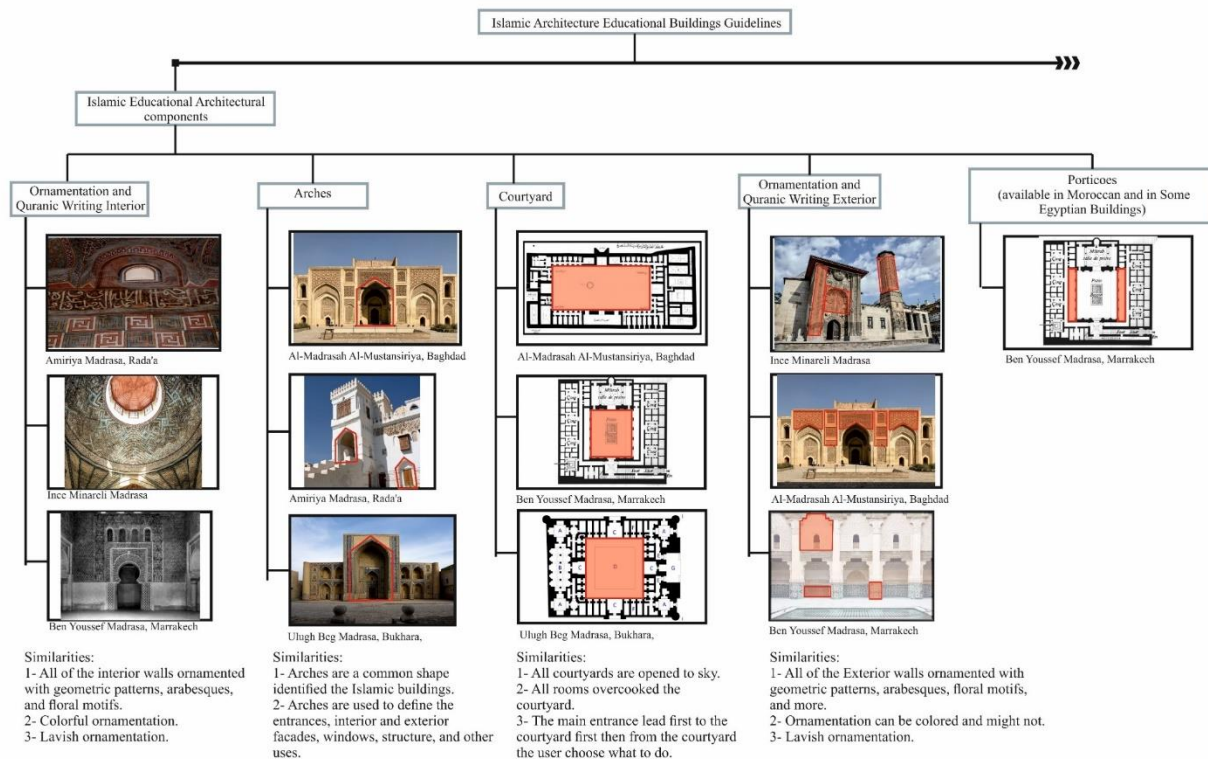 Islamic Architecture Educational Buildings Guidelines
Islamic Educational Architectural
components
Ornamentation and
Quranic Writing Interior
Amiriya Madrasa, Rada'a
Ince Minareli Madrasa
Ben Youssef Madrasa, Marrakech
Similarities:
1- All of the interior walls ornamented
with geometric patterns, arabesques,
and floral motifs.
2- Colorful ornamentation.
3- Lavish ornamentation.
Arches
Al-Madrasah Al-Mustansiriya, Baghdad
Amiriya Madrasa, Rada'a
Ulugh Beg Madrasa, Bukhara,
Similarities:
1- Arches are a common shape
identified the Islamic buildings.
2- Arches are used to define the
entrances, interior and exterior
facades, windows, structure, and other
uses.
Courtyard
Al-Madrasah Al-Mustansiriya, Baghdad
Mihrab
salle de prière
Patio
Ben Youssef Madrasa, Marrakech
A
C
A
B
C
D
C
G
A
C
A
Ulugh Beg Madrasa, Bukhara,
Similarities:
1- All courtyards are opened to sky.
2- All rooms overcooked the
courtyard.
3- The main entrance lead first to the
courtyard first then from the courtyard
the user choose what to do.
Ornamentation and
Quranic Writing Exterior
Ince Minareli Madrasa
Al-Madrasah Al-Mustansiriya, Baghdad
Ben Youssef Madrasa, Marrakech
Similarities:
1- All of the Exterior walls ornamented with
geometric patterns, arabesques, floral motifs,
and more.
2- Ornamentation can be colored and might not.
3- Lavish ornamentation.
Porticoes
(available in Moroccan and in Some
Egyptian Buildings)
Mihrab
salle de prière
Patio
Ben Youssef Madrasa, Marrakech